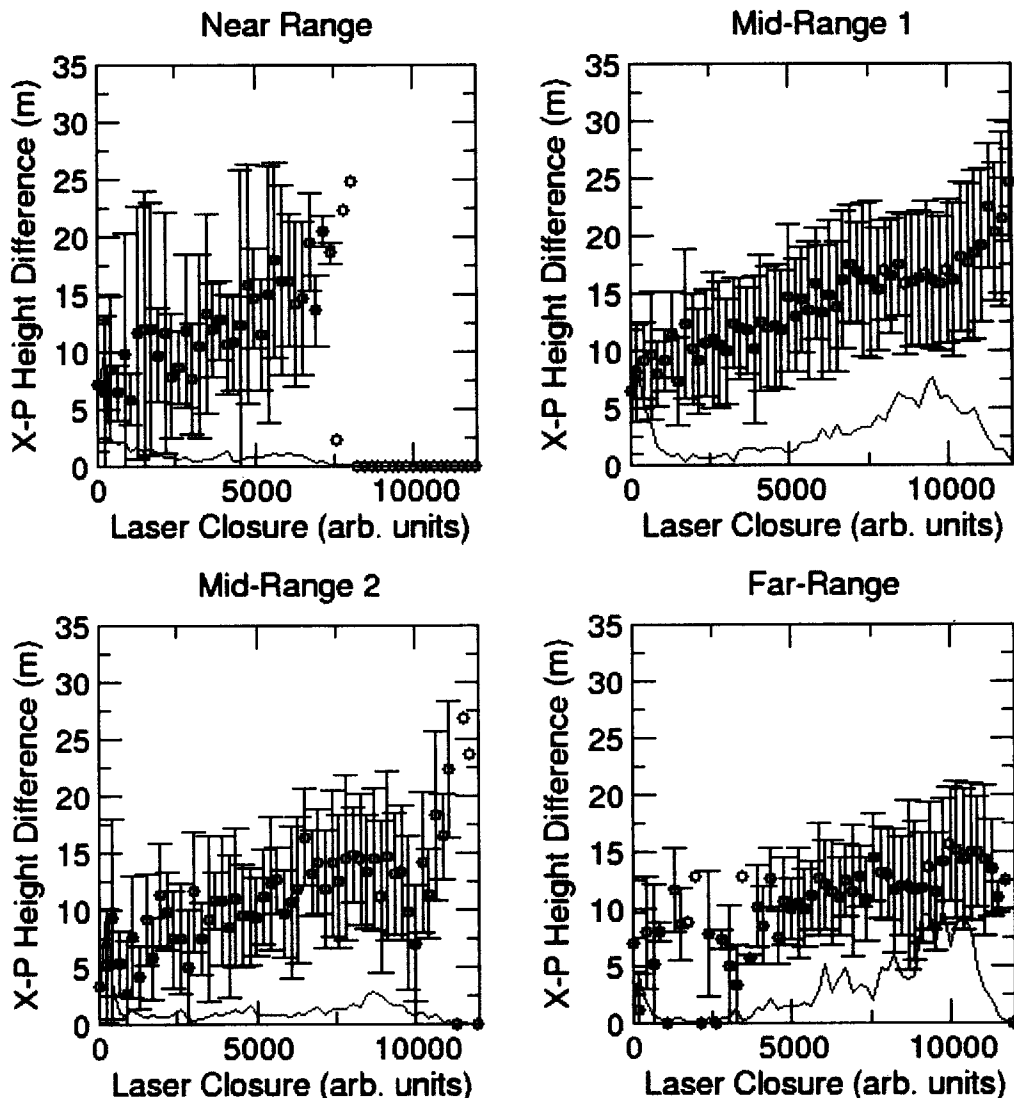 Near Range
Mid-Range 1
35
30
25
20
15
10
5
0
X-P Height Difference (m)
0 5000 10000
Laser Closure (arb. units)
35
30
25
20
15
10
5
0
X-P Height Difference (m)
0 5000 10000
Laser Closure (arb. units)
Mid-Range 2
Far-Range
35
30
25
20
15
10
5
0
X-P Height Difference (m)
0 5000 10000
Laser Closure (arb. units)
35
30
25
20
15
10
5
0
X-P Height Difference (m)
0 5000 10000
Laser Closure (arb. units)